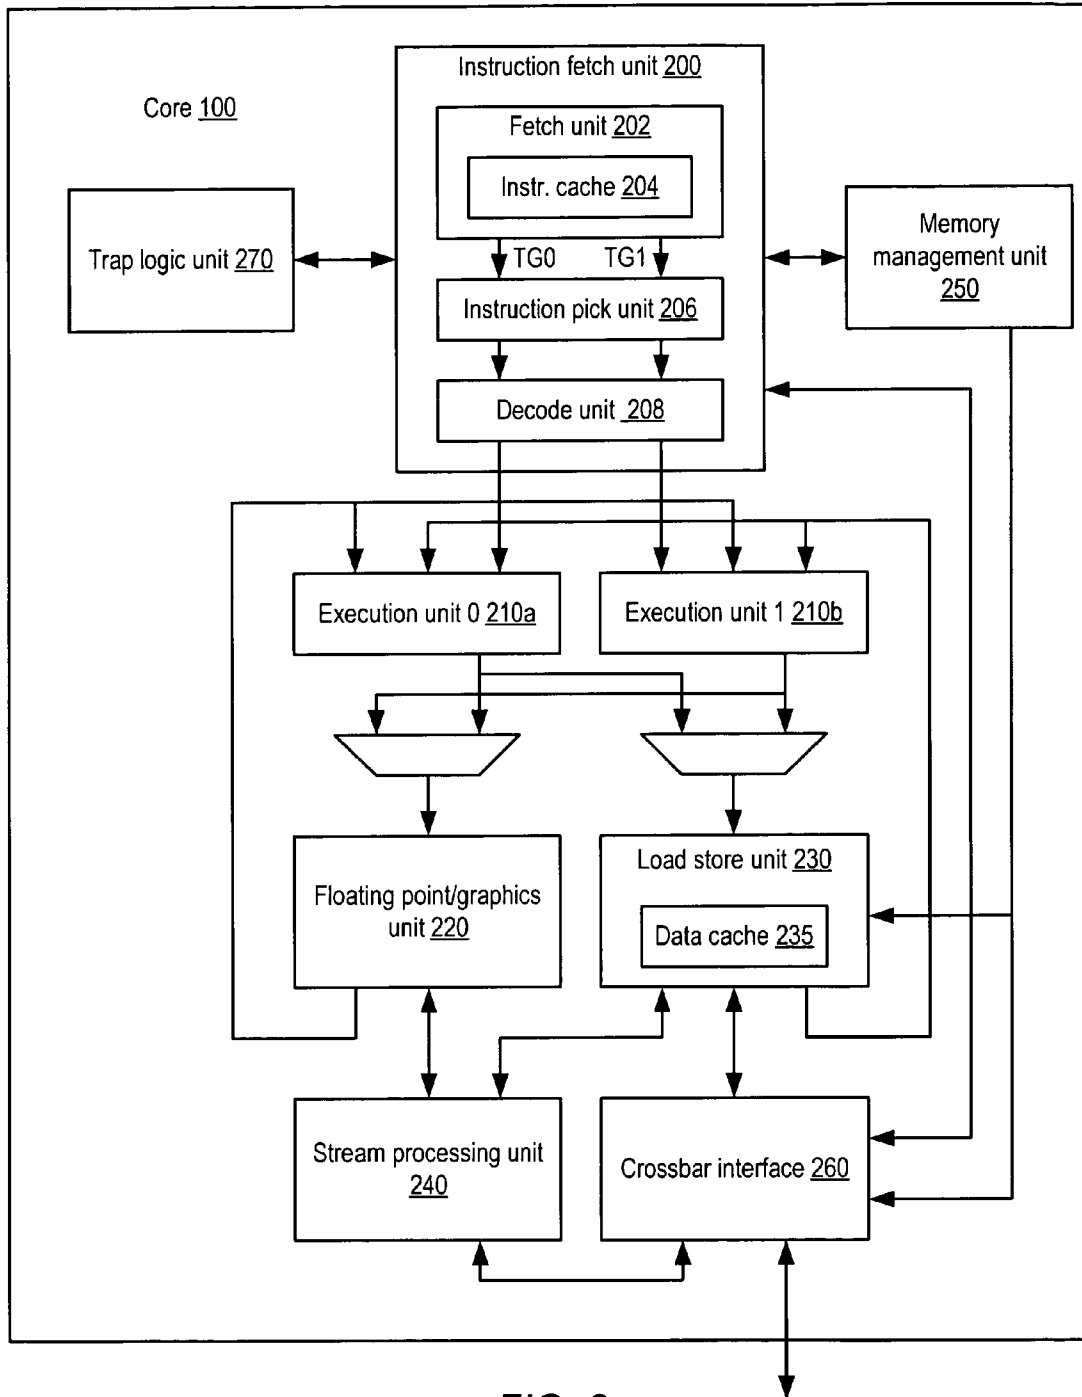 Instruction fetch unit 200
Core 100
Fetch unit 202
Instr. cache 204
Trap logic unit 270
TG0
TG1
Memory
management unit
250
Instruction pick unit 206
Decode unit 208
Execution unit 0 210a
Execution unit 1 210b
Floating point/graphics
unit 220
Load store unit 230
Data cache 235
Stream processing unit
240
Crossbar interface 260